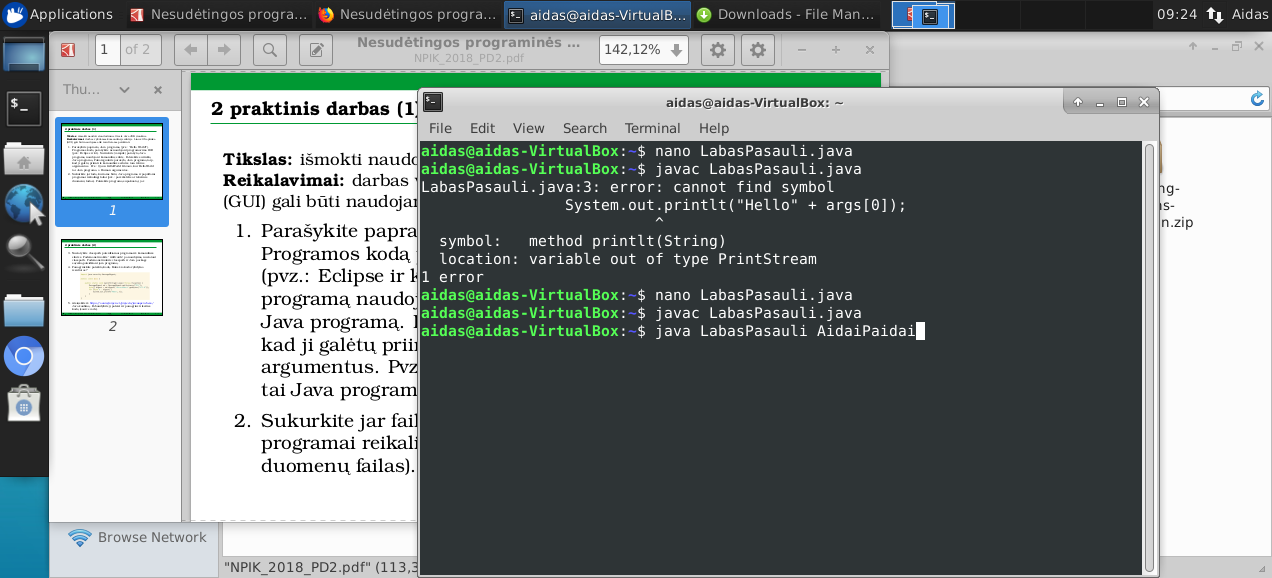 Applications
Nesudėtingo progra...
Nesudėtingo progra...
aidas@aidas-VirtualB...
Downloads - File Man...
09:24
Aidas
1 of 2
Nesudėtingos programinės ...
NPIK_2018_PD2.pdf
142,12%
Thu...
1
2
2 praktinis darbas (1)
Tikslas: išmokti naudo
Reikalavimai: darbas v
(GUI) gali būti naudojan
1. Parašykite papra
Programos kodą
(pvz.: Eclipse ir k
programą naudoj
Java programą.
kad ji galėtų priin
argumentus. Pvz
tai Java program
2. Sukurkite jar fail
programai reikali
duomenų failas).
aidas@aidas-VirtualBox: ~
File Edit View Search Terminal Help
aidas@aidas-VirtualBox:~$ nano LabasPasauli.java
aidas@aidas-VirtualBox:~$ javac LabasPasauli.java
LabasPasauli.java:3: error: cannot find symbol
System.out.printlt("Hello" + args[0]);
^
symbol: method printlt(String)
location: variable out of type PrintStream
1 error
aidas@aidas-VirtualBox:~$ nano LabasPasauli.java
aidas@aidas-VirtualBox:~$ javac LabasPasauli.java
aidas@aidas-VirtualBox:~$ java LabasPasauli AidaiPaidai
ng-
s-
n.zip
Browse Network
"NPIK_2018_PD2.pdf" (113,3